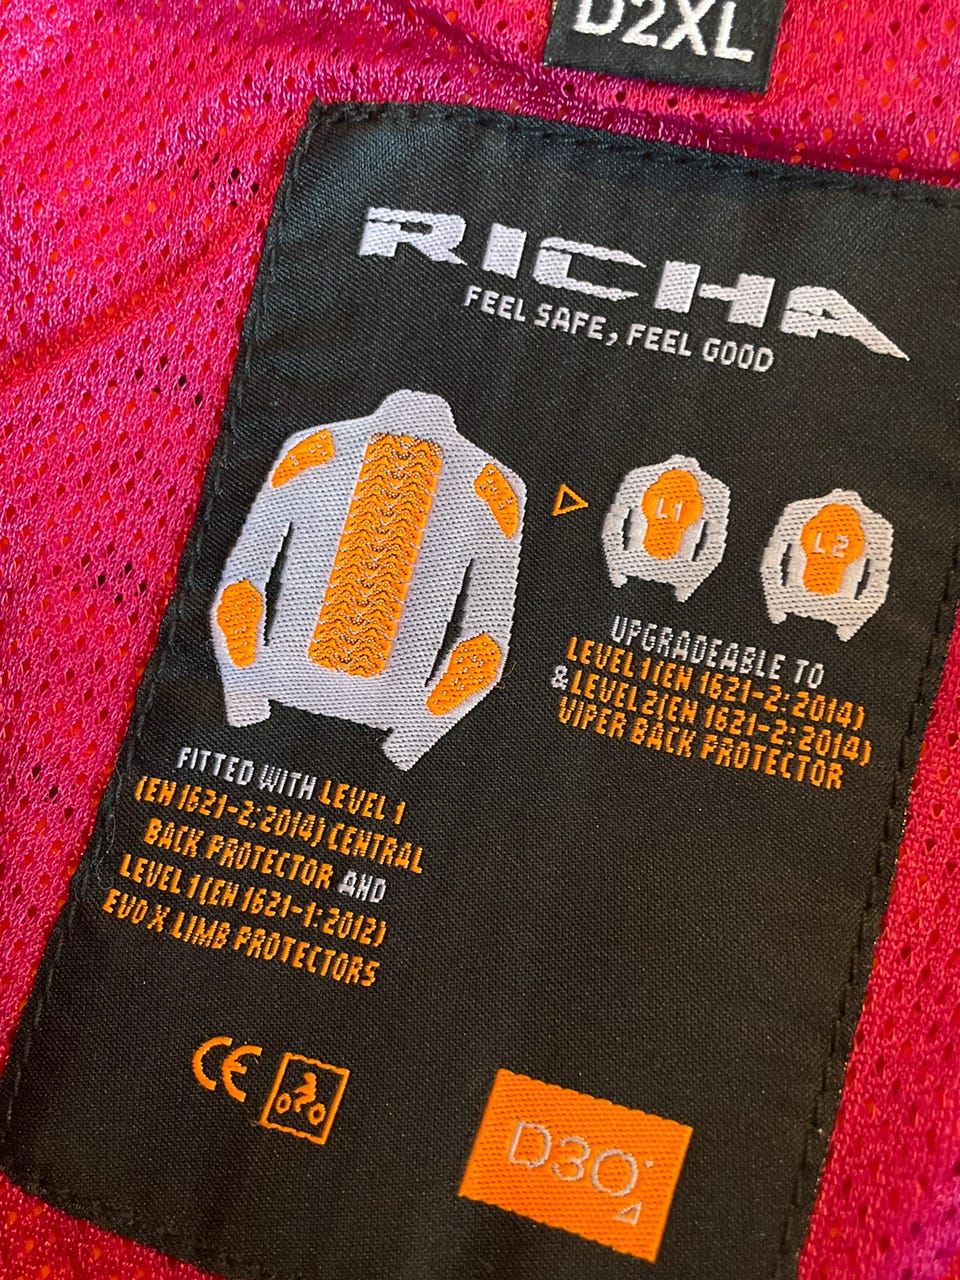 D2XL
RICHA
FEEL SAFE, FEEL GOOD
L1
L2
UPGRADEABLE TO
LEVEL 1 (EN 1621-2:2014)
& LEVEL 2 (EN 1621-2:2014)
VIPER BACK PROTECTOR
FITTED WITH LEVEL 1
(EN 1621-2:2014) CENTRAL
BACK PROTECTOR AND
LEVEL 1 (EN 1621-1:2012)
EVO X LIMB PROTECTORS
CE
D3O